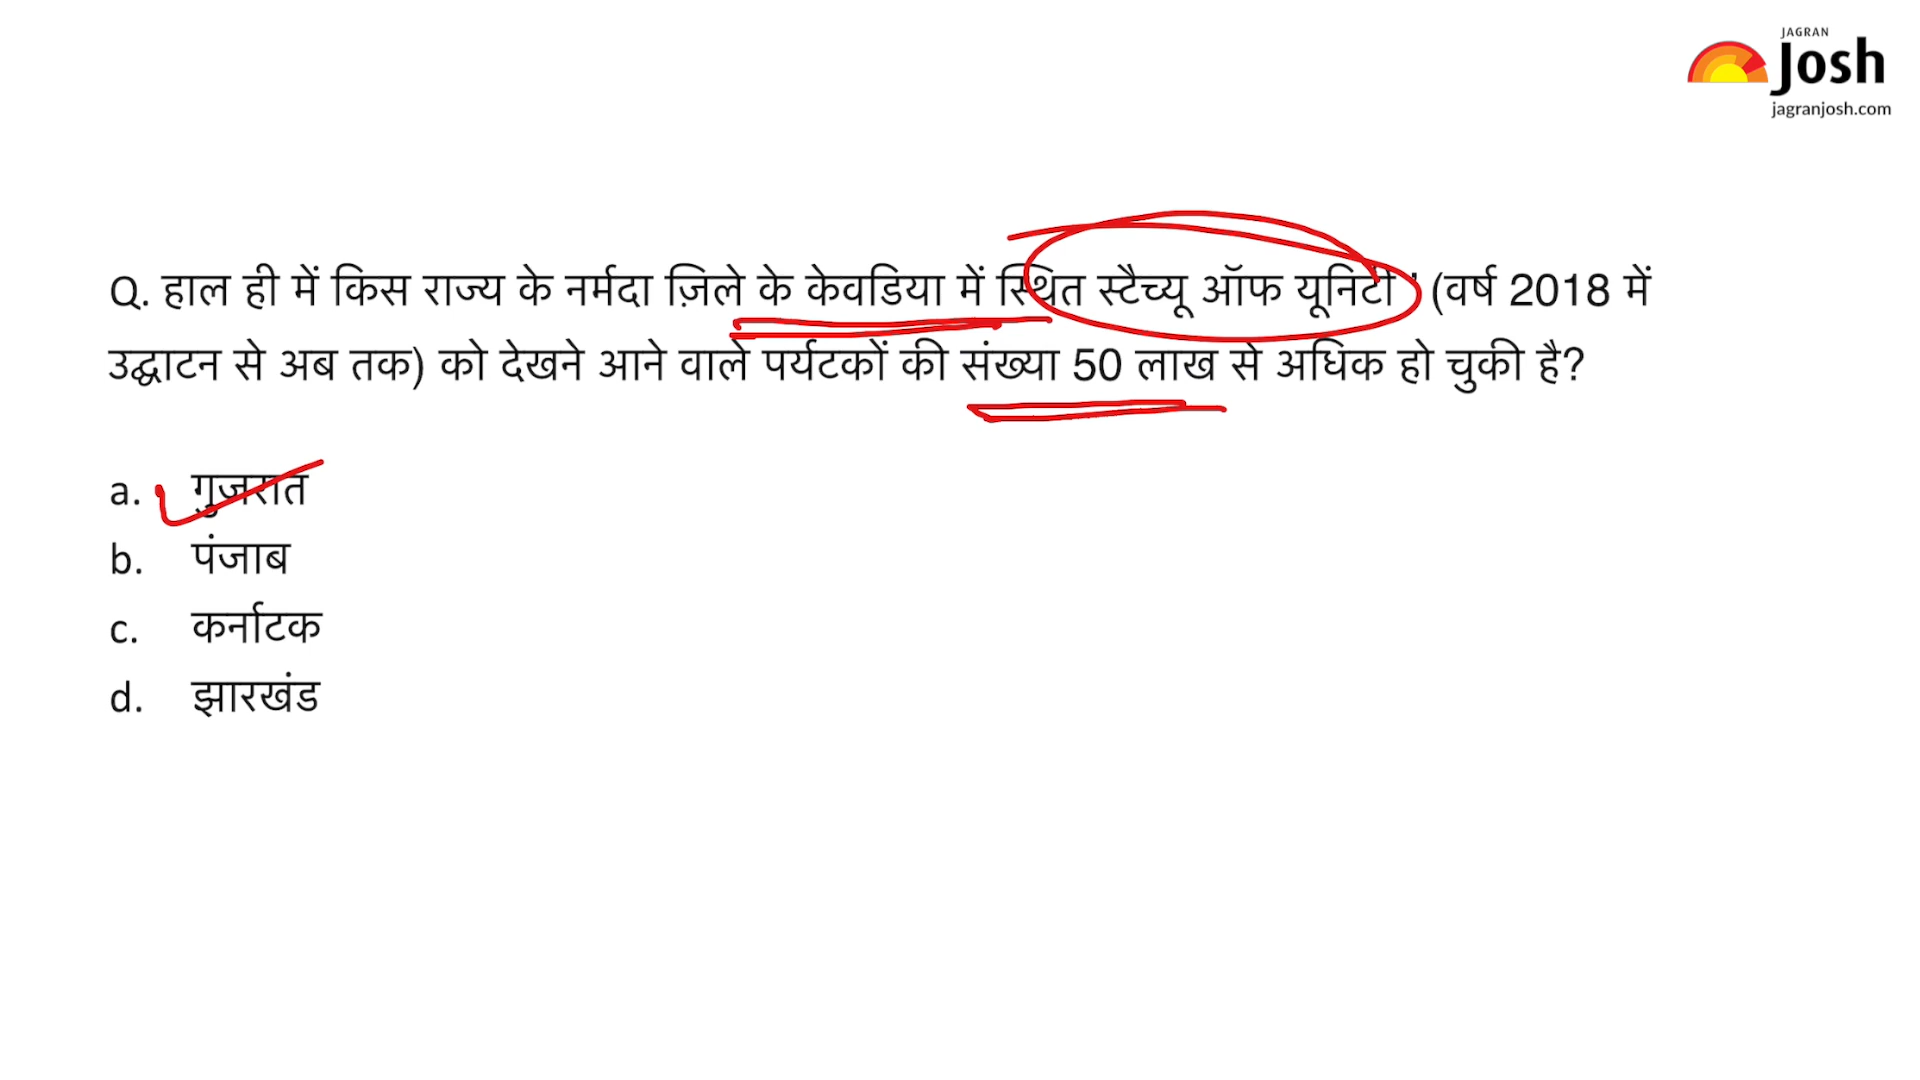 JAGRAN
Josh
jagranjosh.com
Q. हाल ही में किस राज्य के नर्मदा ज़िले के केवडिया में स्थित स्टैच्यू ऑफ यूनिटी ' (वर्ष 2018 में
उद्घाटन से अब तक) को देखने आने वाले पर्यटकों की संख्या 50 लाख से अधिक हो चुकी है?
a. गुजरात
b. पंजाब
c. कर्नाटक
d. झारखंड